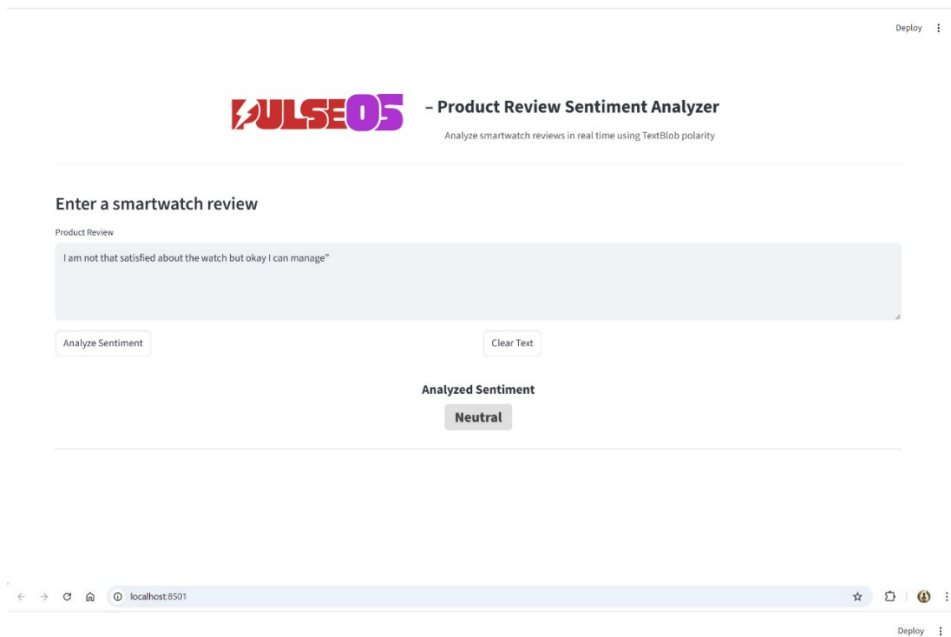 Deploy
PULSEOS – Product Review Sentiment Analyzer
Analyze smartwatch reviews in real time using TextBlob polarity
Enter a smartwatch review
Product Review
I am not that satisfied about the watch but okay I can manage"
Analyze Sentiment Clear Text
Analyzed Sentiment
Neutral
localhost:8501
Deploy